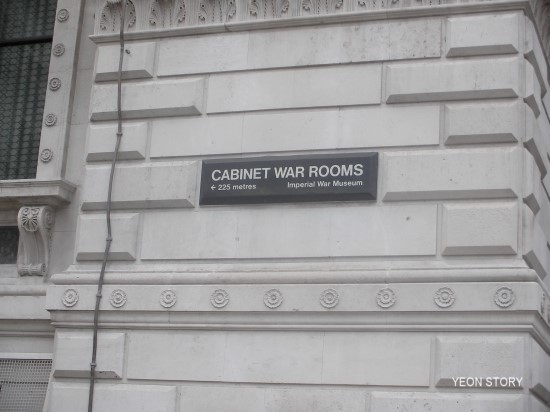 CABINET WAR ROOMS
← 225 metres Imperial War Museum
YEON STORY